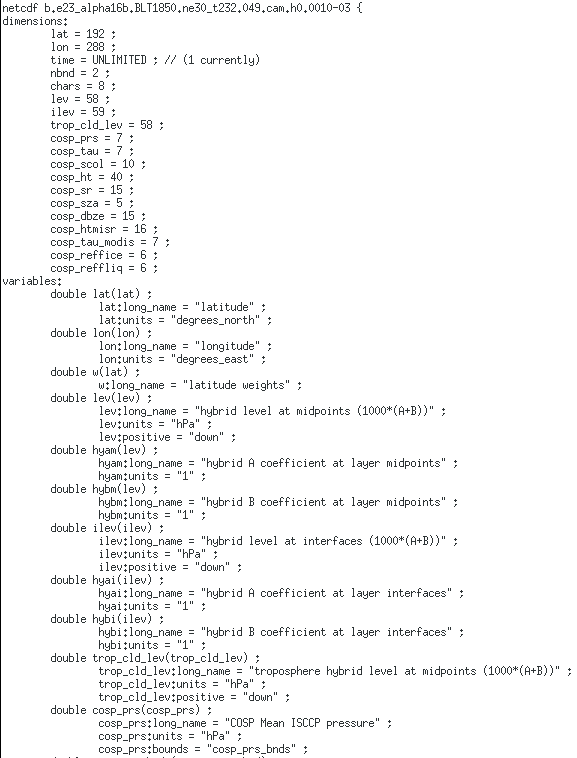 netcdf b.e23_alpha16b.BLT1850.ne30_t232.049.cam.h0.0010-03 {
dimensions:
lat = 192 ;
lon = 288 ;
time = UNLIMITED ; // (1 currently)
nbnd = 2 ;
chars = 8 ;
lev = 58 ;
ilev = 59 ;
trop_cld_lev = 58 ;
cosp_prs = 7 ;
cosp_tau = 7 ;
cosp_scol = 10 ;
cosp_ht = 40 ;
cosp_sr = 15 ;
cosp_sza = 5 ;
cosp_dbze = 15 ;
cosp_htmisr = 16 ;
cosp_tau_modis = 7 ;
cosp_reffice = 6 ;
cosp_reffliq = 6 ;
variables:
double lat(lat) ;
lat:long_name = "latitude" ;
lat:units = "degrees_north" ;
double lon(lon) ;
lon:long_name = "longitude" ;
lon:units = "degrees_east" ;
double w(lat) ;
w:long_name = "latitude weights" ;
double lev(lev) ;
lev:long_name = "hybrid level at midpoints (1000*(A+B))" ;
lev:units = "hPa" ;
lev:positive = "down" ;
double hyam(lev) ;
hyam:long_name = "hybrid A coefficient at layer midpoints" ;
hyam:units = "1" ;
double hybm(lev) ;
hybm:long_name = "hybrid B coefficient at layer midpoints" ;
hybm:units = "1" ;
double ilev(ilev) ;
ilev:long_name = "hybrid level at interfaces (1000*(A+B))" ;
ilev:units = "hPa" ;
ilev:positive = "down" ;
double hyai(ilev) ;
hyai:long_name = "hybrid A coefficient at layer interfaces" ;
hyai:units = "1" ;
double hybi(ilev) ;
hybi:long_name = "hybrid B coefficient at layer interfaces" ;
hybi:units = "1" ;
double trop_cld_lev(trop_cld_lev) ;
trop_cld_lev:long_name = "troposphere hybrid level at midpoints (1000*(A+B))" ;
trop_cld_lev:units = "hPa" ;
trop_cld_lev:positive = "down" ;
double cosp_prs(cosp_prs) ;
cosp_prs:long_name = "COSP Mean ISCCP pressure" ;
cosp_prs:units = "hPa" ;
cosp_prs:bounds = "cosp_prs_bnds" ;